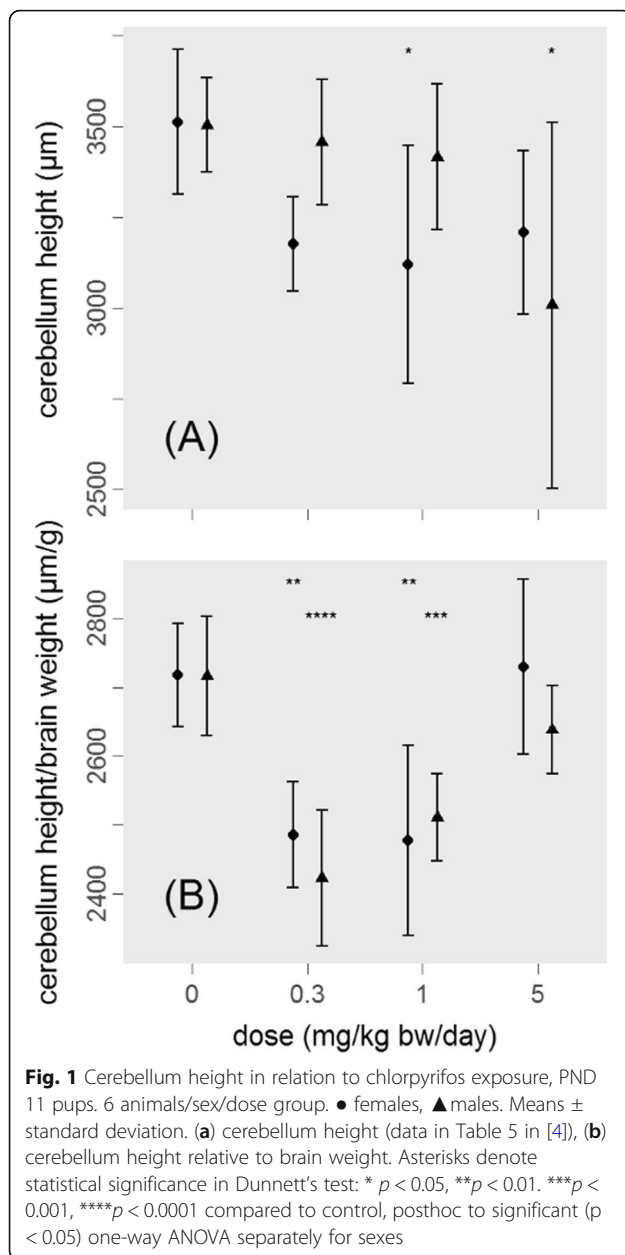 cerebellum height (µm)
3500
3000
2500
*
*
(A)
cerebellum height/brain weight (µm/g)
2800
2600
2400
**
****
**
***
(B)
0
0.3
1
5
dose (mg/kg bw/day)
Fig. 1 Cerebellum height in relation to chlorpyrifos exposure, PND
11 pups. 6 animals/sex/dose group. ● females, ▲males. Means ±
standard deviation. (a) cerebellum height (data in Table 5 in [4]), (b)
cerebellum height relative to brain weight. Asterisks denote
statistical significance in Dunnett's test: * p < 0.05, **p < 0.01. ***p <
0.001, ****p < 0.0001 compared to control, posthoc to significant (p
< 0.05) one-way ANOVA separately for sexes